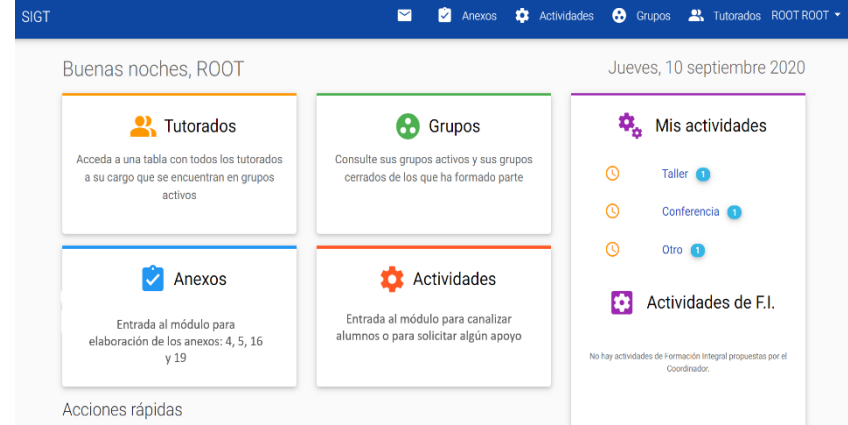 SIGT
Anexos
Actividades
Grupos
Tutorados
ROOT ROOT
Buenas noches, ROOT
Jueves, 10 septiembre 2020
Tutorados
Acceda a una tabla con todos los tutorados
a su cargo que se encuentran en grupos
activos
Grupos
Consulte sus grupos activos y sus grupos
cerrados de los que ha formado parte
Anexos
Entrada al módulo para
elaboración de los anexos: 4, 5, 16
y 19
Actividades
Entrada al módulo para canalizar
alumnos o para solicitar algún apoyo
Mis actividades
Taller 1
Conferencia 1
Otro 1
Actividades de F.I.
No hay actividades de Formación Integral propuestas por el
Coordinador.
Acciones rápidas